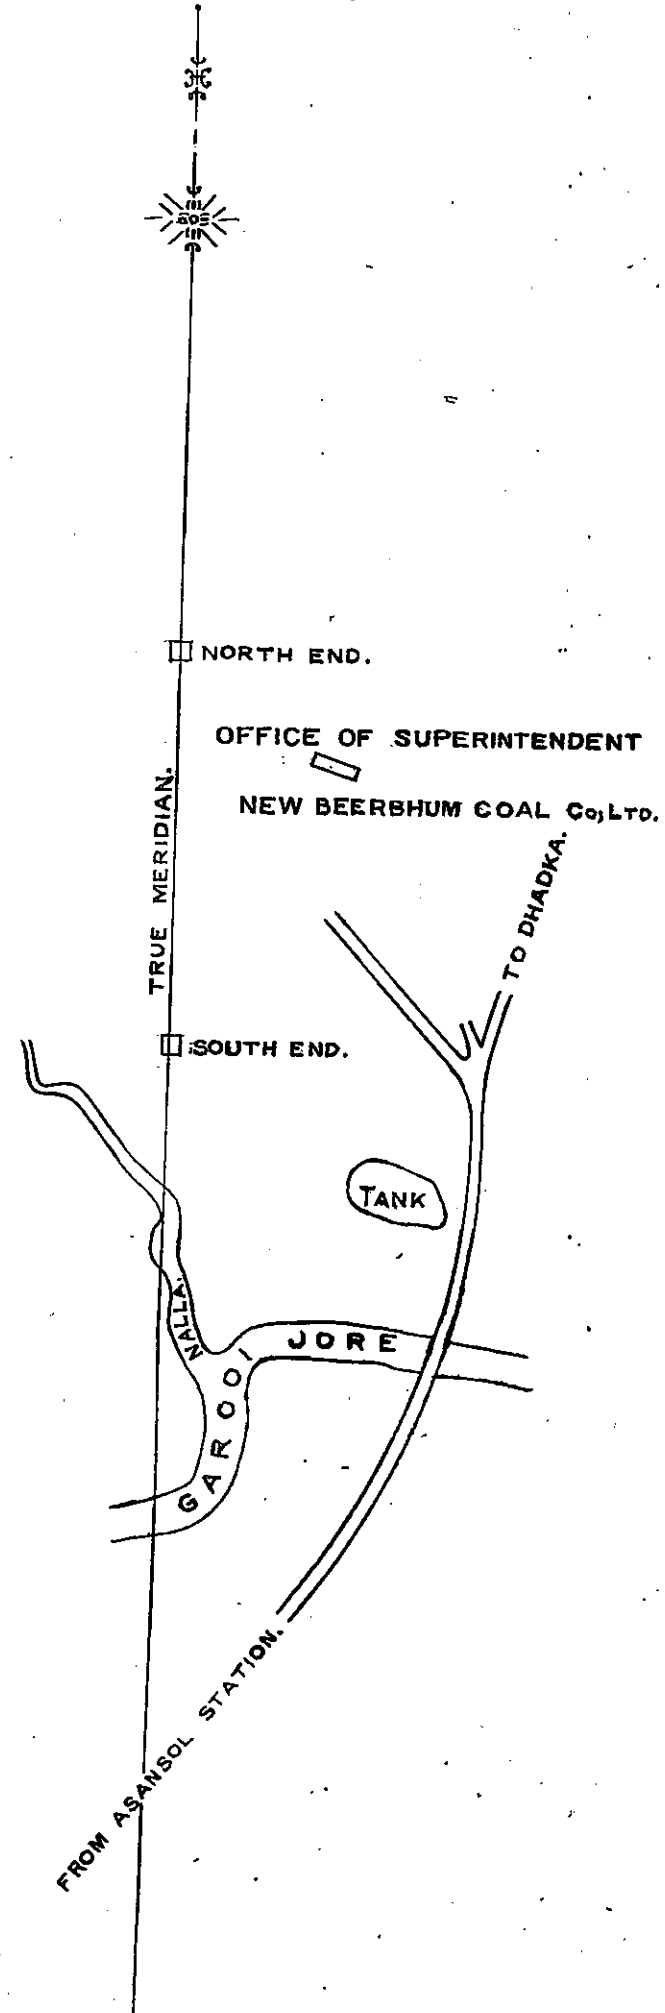 NORTH END.
OFFICE OF SUPERINTENDENT
NEW BEERBHUM COAL Co; LTD.
TRUE MERIDIAN.
TO DHADKA.
SOUTH END.
TANK
NALLA.
GAROOI JORE
FROM ASANSOL STATION.